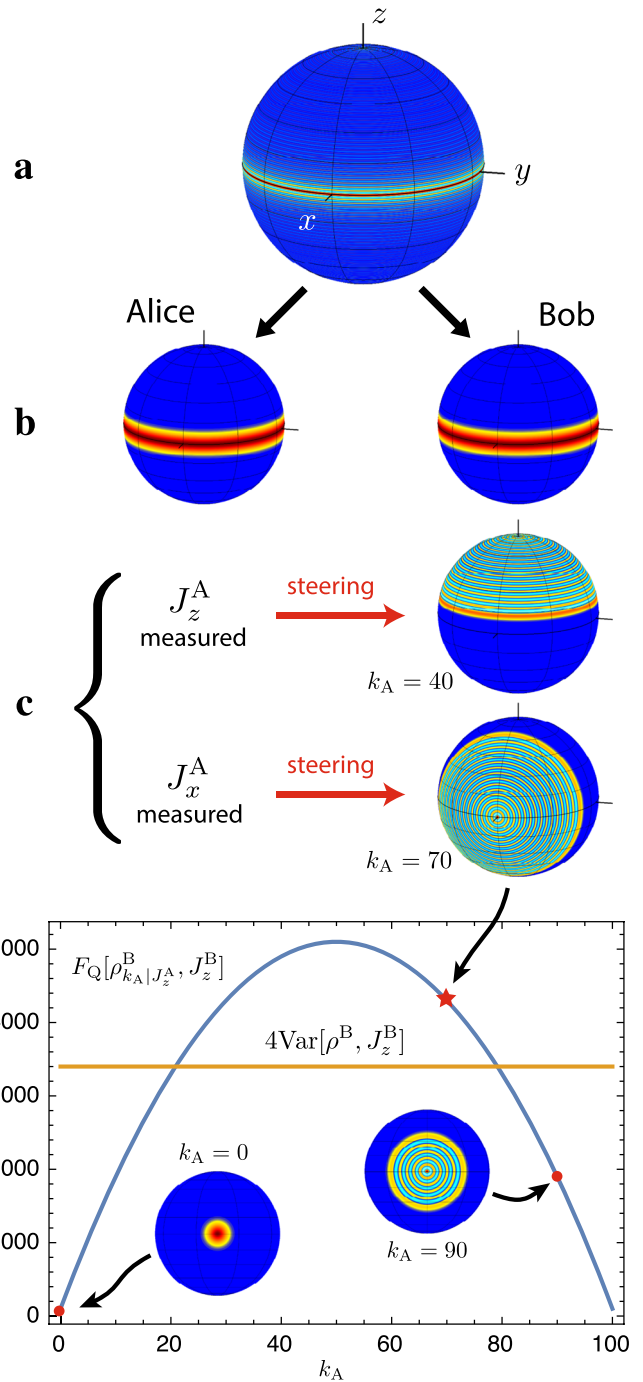 z
a
y
x
Alice
Bob
b
J_z^A
measured
steering
k_A = 40
c
J_x^A
measured
steering
k_A = 70
000
F_Q[ρ^B_{k_A|J_z^A}, J_z^B]
000
4Var[ρ^B, J_z^B]
000
k_A = 0
000
k_A = 90
000
0
0 20 40 60 80 100
k_A